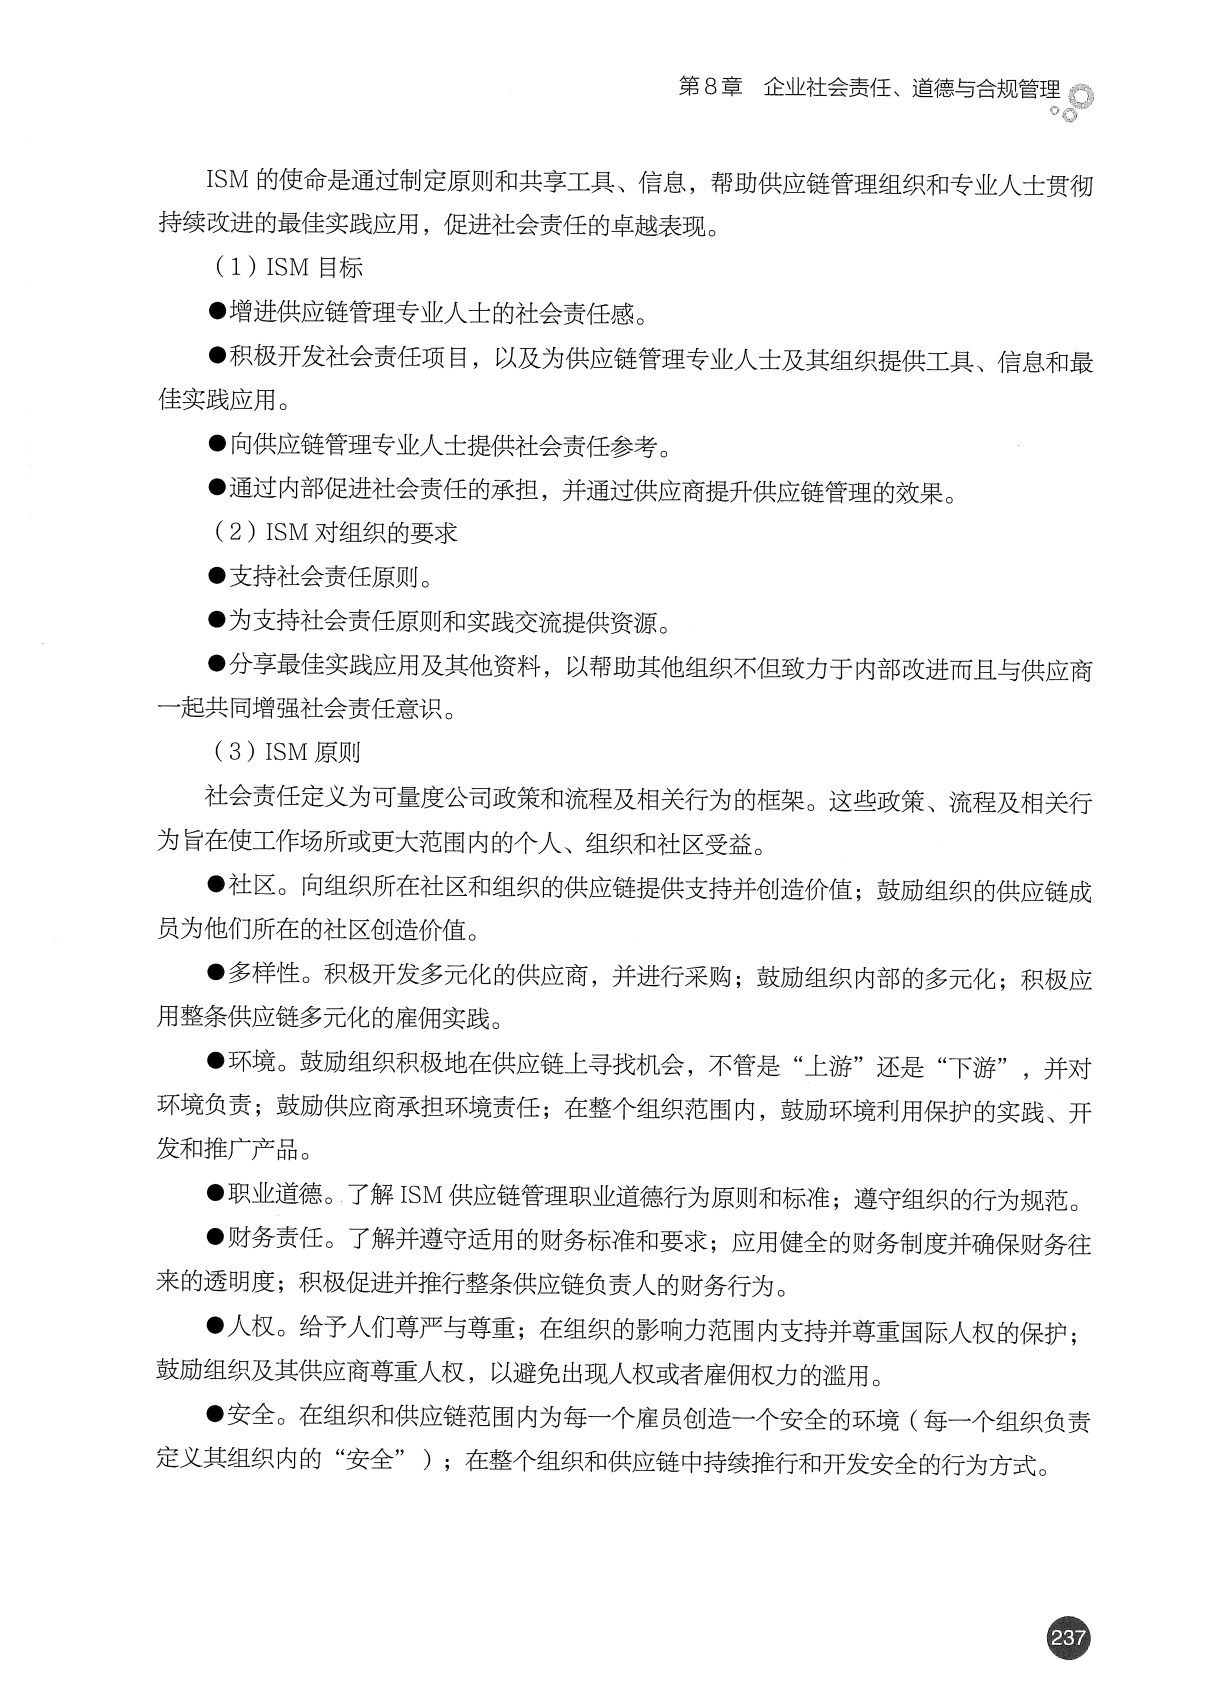 第8章　企业社会责任、道德与合规管理
ISM 的使命是通过制定原则和共享工具、信息，帮助供应链管理组织和专业人士贯彻
持续改进的最佳实践应用，促进社会责任的卓越表现。
（1）ISM 目标
●增进供应链管理专业人士的社会责任感。
●积极开发社会责任项目，以及为供应链管理专业人士及其组织提供工具、信息和最
佳实践应用。
●向供应链管理专业人士提供社会责任参考。
●通过内部促进社会责任的承担，并通过供应商提升供应链管理的效果。
（2）ISM 对组织的要求
●支持社会责任原则。
●为支持社会责任原则和实践交流提供资源。
●分享最佳实践应用及其他资料，以帮助其他组织不但致力于内部改进而且与供应商
一起共同增强社会责任意识。
（3）ISM 原则
社会责任定义为可量度公司政策和流程及相关行为的框架。这些政策、流程及相关行
为旨在使工作场所或更大范围内的个人、组织和社区受益。
●社区。向组织所在社区和组织的供应链提供支持并创造价值；鼓励组织的供应链成
员为他们所在的社区创造价值。
●多样性。积极开发多元化的供应商，并进行采购；鼓励组织内部的多元化；积极应
用整条供应链多元化的雇佣实践。
●环境。鼓励组织积极地在供应链上寻找机会，不管是“上游”还是“下游”，并对
环境负责；鼓励供应商承担环境责任；在整个组织范围内，鼓励环境利用保护的实践、开
发和推广产品。
●职业道德。了解 ISM 供应链管理职业道德行为原则和标准；遵守组织的行为规范。
●财务责任。了解并遵守适用的财务标准和要求；应用健全的财务制度并确保财务往
来的透明度；积极促进并推行整条供应链负责人的财务行为。
●人权。给予人们尊严与尊重；在组织的影响力范围内支持并尊重国际人权的保护；
鼓励组织及其供应商尊重人权，以避免出现人权或者雇佣权力的滥用。
●安全。在组织和供应链范围内为每一个雇员创造一个安全的环境（每一个组织负责
定义其组织内的“安全”）；在整个组织和供应链中持续推行和开发安全的行为方式。
237